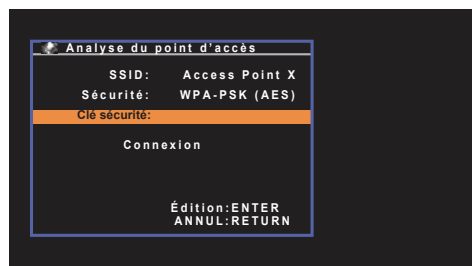 Analyse du point d'accès
SSID: Access Point X
Sécurité: WPA-PSK (AES)
Clé sécurité:
Connexion
Édition:ENTER
ANNUL:RETURN